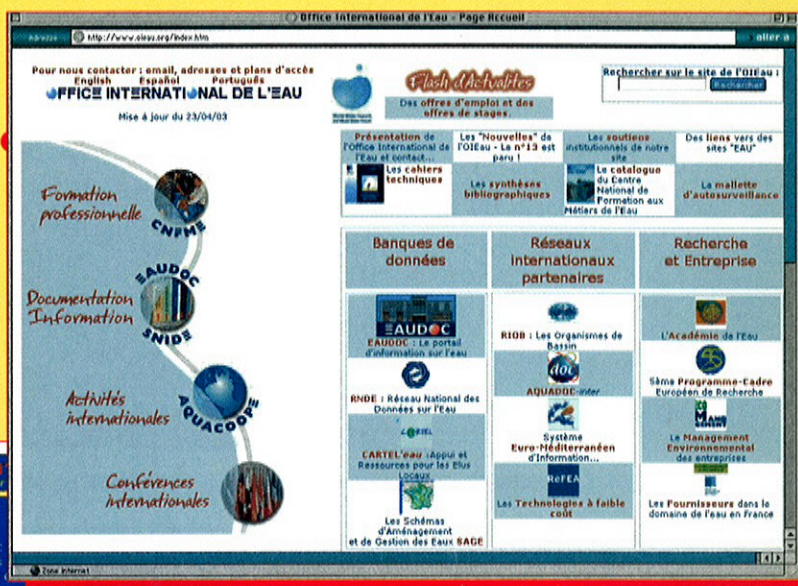 Office International de l'Eau - Page Accueil
Adresse http://www.oieau.org/index.htm
aller à
Pour nous contacter : email, adresses et plans d'accès
English Español Português
OFFICE INTERNATIONAL DE L'EAU
Mise à jour du 23/04/03
Flash d'Actualités
Des offres d'emploi et des
offres de stages.
Rechercher sur le site de l'OIEau :
Rechercher
Présentation de
l'Office International de
l'Eau et contact...
Les "Nouvelles" de
l'OIEau - Le n°13 est
paru !
Les soutiens
institutionnels de notre
site
Des liens vers des
sites "EAU"
Les cahiers
techniques
Les synthèses
bibliographiques
Le catalogue
du Centre
National de
Formation aux
Métiers de l'Eau
La mallette
d'autosurveillance
Formation
professionnelle
CNFME
Documentation
Information
EAUDOC
SNIDE
Activités
internationales
AQUACOOPE
Conférences
internationales
Banques de
données
EAUDOC
EAUDOC : Le portail
d'information sur l'eau
RNDE : Réseau National des
Données sur l'Eau
CARTEL
CARTEL'eau :Appui et
Ressources pour les Elus
Locaux
Les Schémas
d'Aménagement
et de Gestion des Eaux SAGE
Réseaux
internationaux
partenaires
RIOB : Les Organismes de
Bassin
doc
AQUADOC-inter
Système
Euro-Méditerranéen
d'Information...
ReFEA
Les Technologies à faible
coût
Recherche
et Entreprise
L'Académie de l'Eau
5ème Programme-Cadre
Européen de Recherche
Le Management
Environnemental
des entreprises
Les Fournisseurs dans le
domaine de l'eau en France
Zone internet